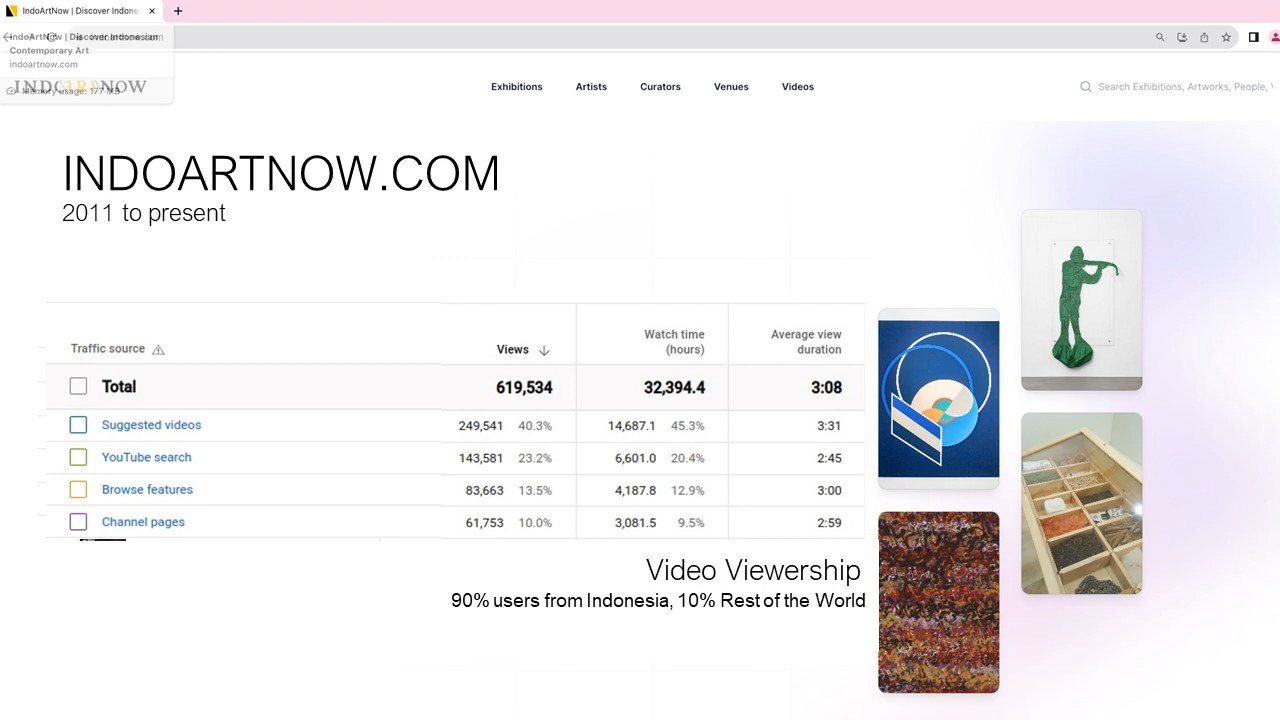 IndoArtNow | Discover Indone
IndoArtNow | Discover Indonesian
Contemporary Art
indoartnow.com
Memory usage: 177 MB
INDOARTNOW
Exhibitions
Artists
Curators
Venues
Videos
Search Exhibitions, Artworks, People, V
INDOARTNOW.COM
2011 to present
Traffic source Views Watch time (hours) Average view duration
Total 619,534 32,394.4 3:08
Suggested videos 249,541 40.3% 14,687.1 45.3% 3:31
YouTube search 143,581 23.2% 6,601.0 20.4% 2:45
Browse features 83,663 13.5% 4,187.8 12.9% 3:00
Channel pages 61,753 10.0% 3,081.5 9.5% 2:59
Video Viewership
90% users from Indonesia, 10% Rest of the World